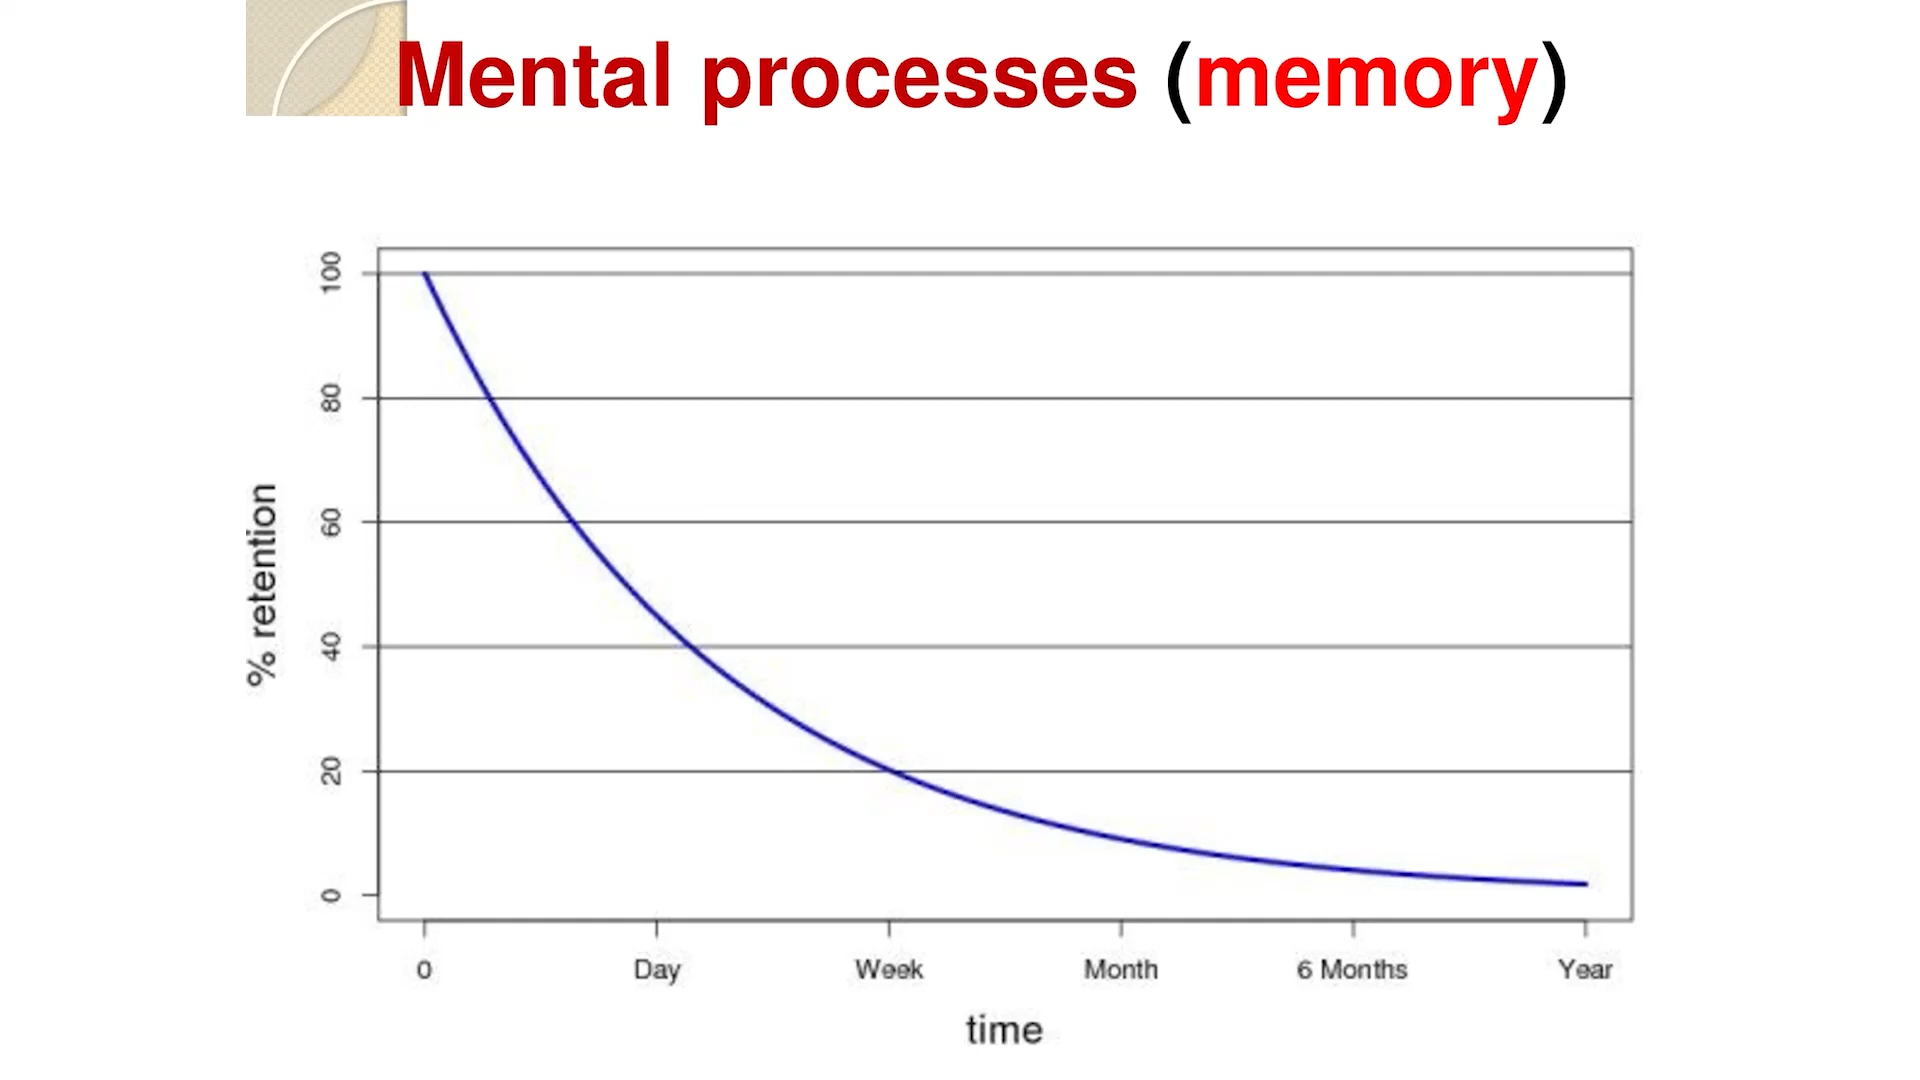 Mental processes (memory)
100
80
60
40
20
0
% retention
0 Day Week Month 6 Months Year
time